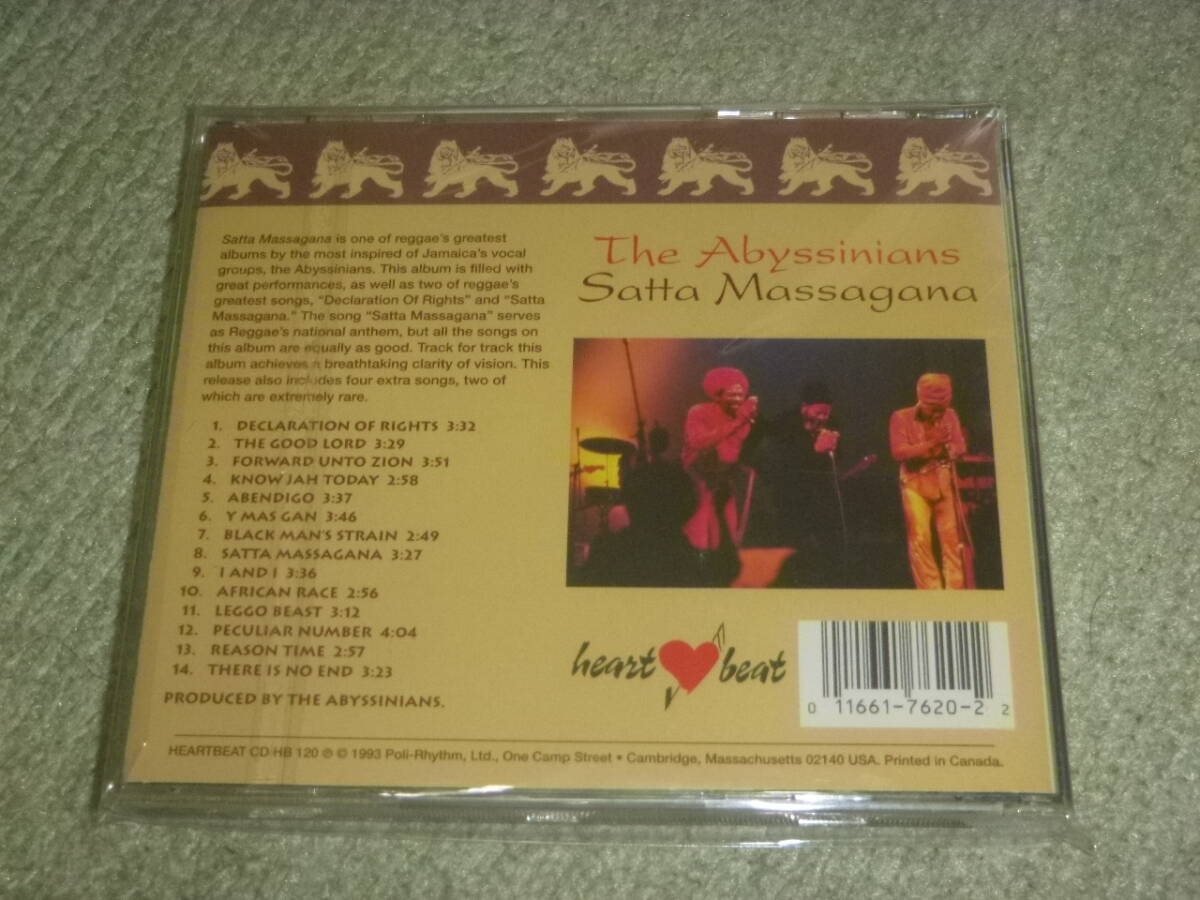 Satta Massagana is one of reggae's greatest
albums by the most inspired of Jamaica's vocal
groups, the Abyssinians. This album is filled with
great performances, as well as two of reggae's
greatest songs, "Declaration Of Rights" and "Satta
Massagana." The song "Satta Massagana" serves
as Reggae's national anthem, but all the songs on
this album are equally as good. Track for track this
album achieves a breathtaking clarity of vision. This
release also includes four extra songs, two of
which are extremely rare.
1. DECLARATION OF RIGHTS 3:32
2. THE GOOD LORD 3:29
3. FORWARD UNTO ZION 3:51
4. KNOW JAH TODAY 2:58
5. ABENDIGO 3:37
6. Y MAS GAN 3:46
7. BLACK MAN'S STRAIN 2:49
8. SATTA MASSAGANA 3:27
9. I AND I 3:36
10. AFRICAN RACE 2:56
11. LEGGO BEAST 3:12
12. PECULIAR NUMBER 4:04
13. REASON TIME 2:57
14. THERE IS NO END 3:23
PRODUCED BY THE ABYSSINIANS.
The Abyssinians
Satta Massagana
heart beat
0 11661-7620-2 2
HEARTBEAT CD HB 120 ℗ © 1993 Poli-Rhythm, Ltd., One Camp Street • Cambridge, Massachusetts 02140 USA. Printed in Canada.